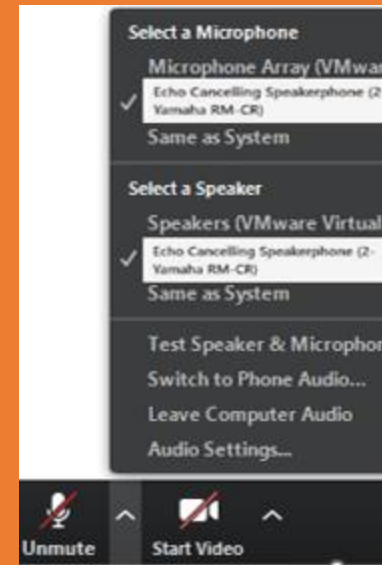 Select a Microphone
Microphone Array (VMwar
Echo Cancelling Speakerphone (2
Yamaha RM-CR)
Same as System
Select a Speaker
Speakers (VMware Virtual
Echo Cancelling Speakerphone (2-
Yamaha RM-CR)
Same as System
Test Speaker & Microphon
Switch to Phone Audio...
Leave Computer Audio
Audio Settings...
Unmute Start Video